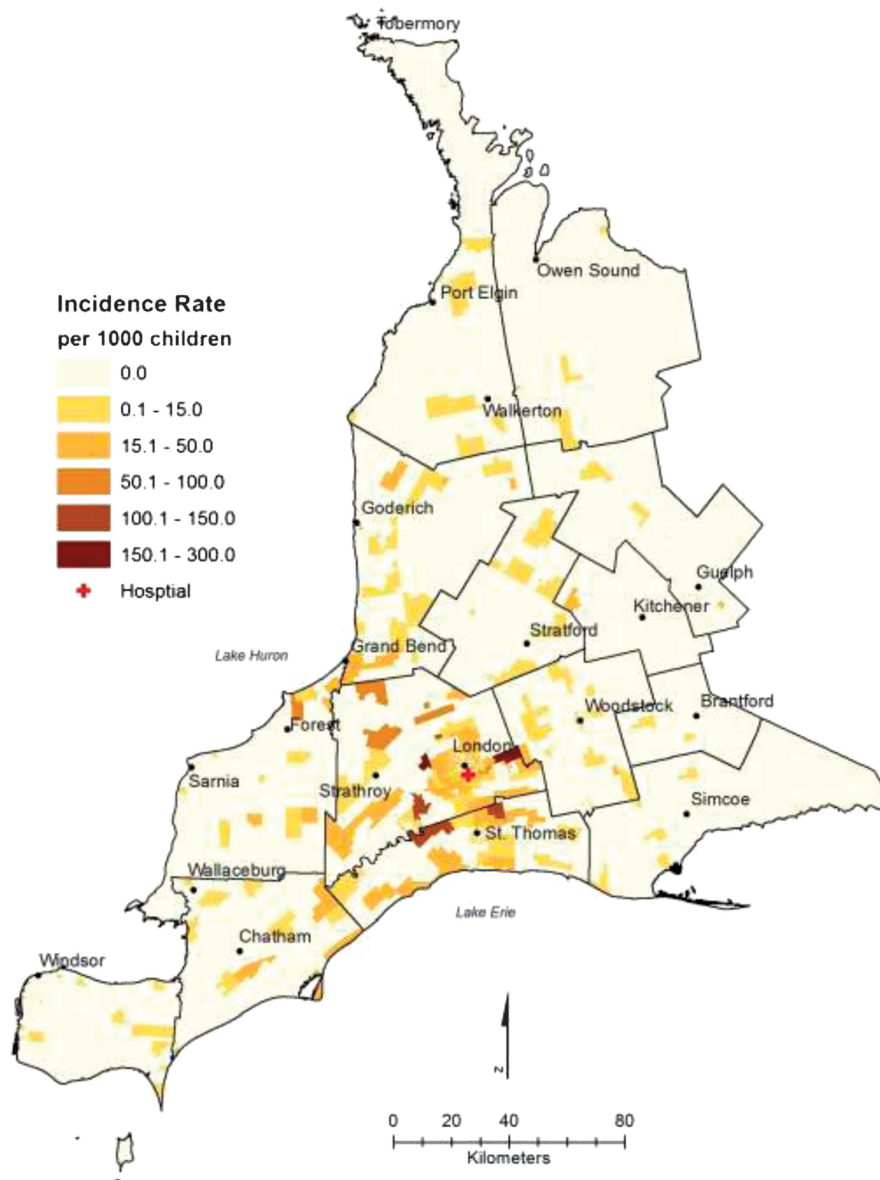 Tobermory
Owen Sound
Port Elgin
Incidence Rate
per 1000 children
0.0
0.1 - 15.0
15.1 - 50.0
50.1 - 100.0
100.1 - 150.0
150.1 - 300.0
Hosptial
Walkerton
Goderich
Guelph
Kitchener
Stratford
Lake Huron
Grand Bend
Woodstock
Brantford
Forest
London
Sarnia
Strathroy
Simcoe
St. Thomas
Wallaceburg
Lake Erie
Chatham
Windsor
N
0 20 40 80
Kilometers